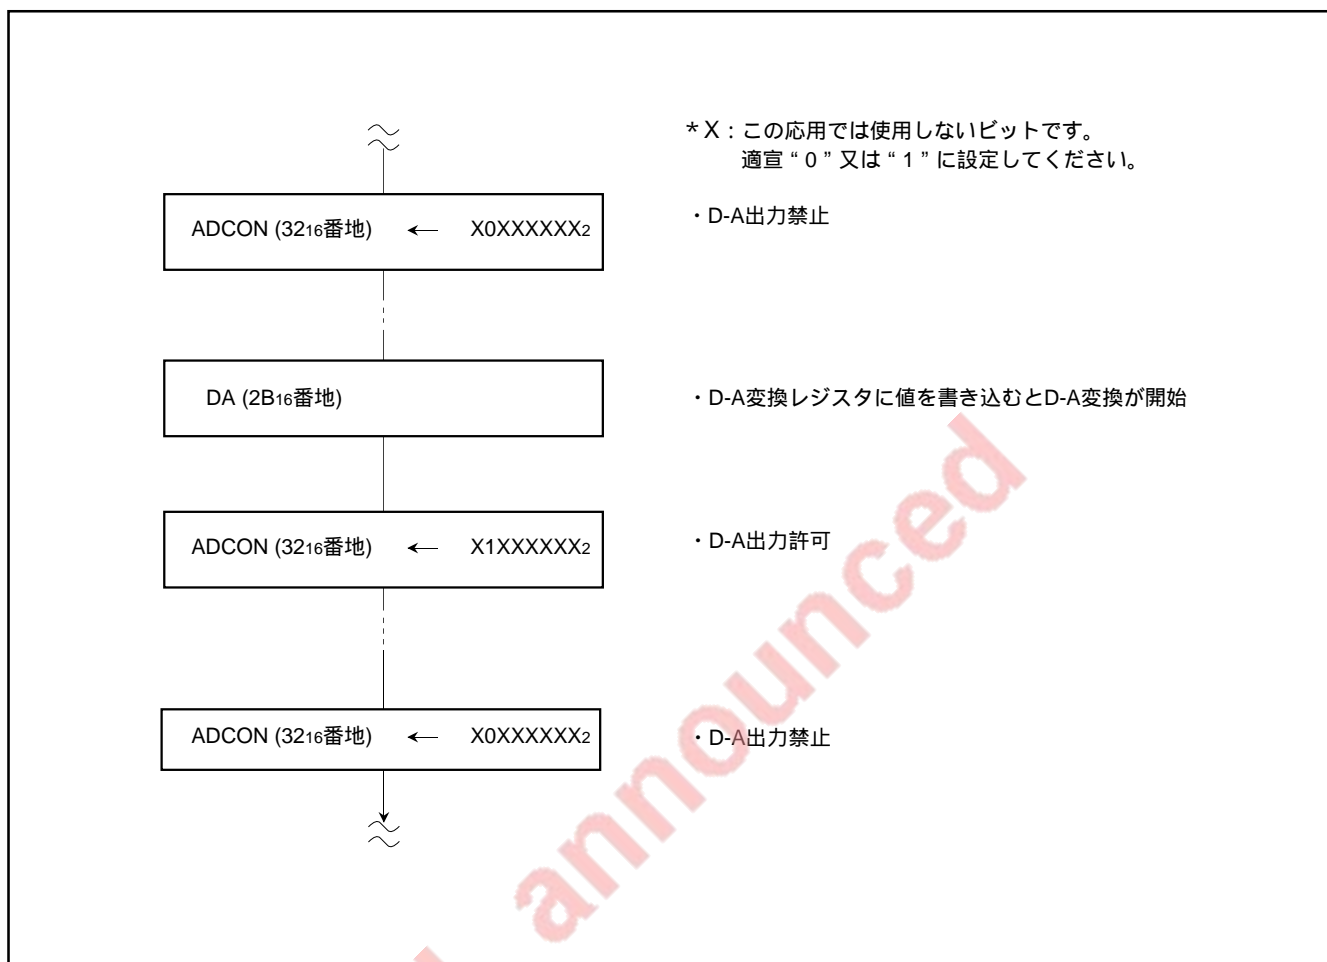 *X：この応用では使用しないビットです。
適宣“0”又は“1”に設定してください。
ADCON (3216番地) ← X0XXXXXX2
・D-A出力禁止
DA (2B16番地)
・D-A変換レジスタに値を書き込むとD-A変換が開始
ADCON (3216番地) ← X1XXXXXX2
・D-A出力許可
ADCON (3216番地) ← X0XXXXXX2
・D-A出力禁止
announced